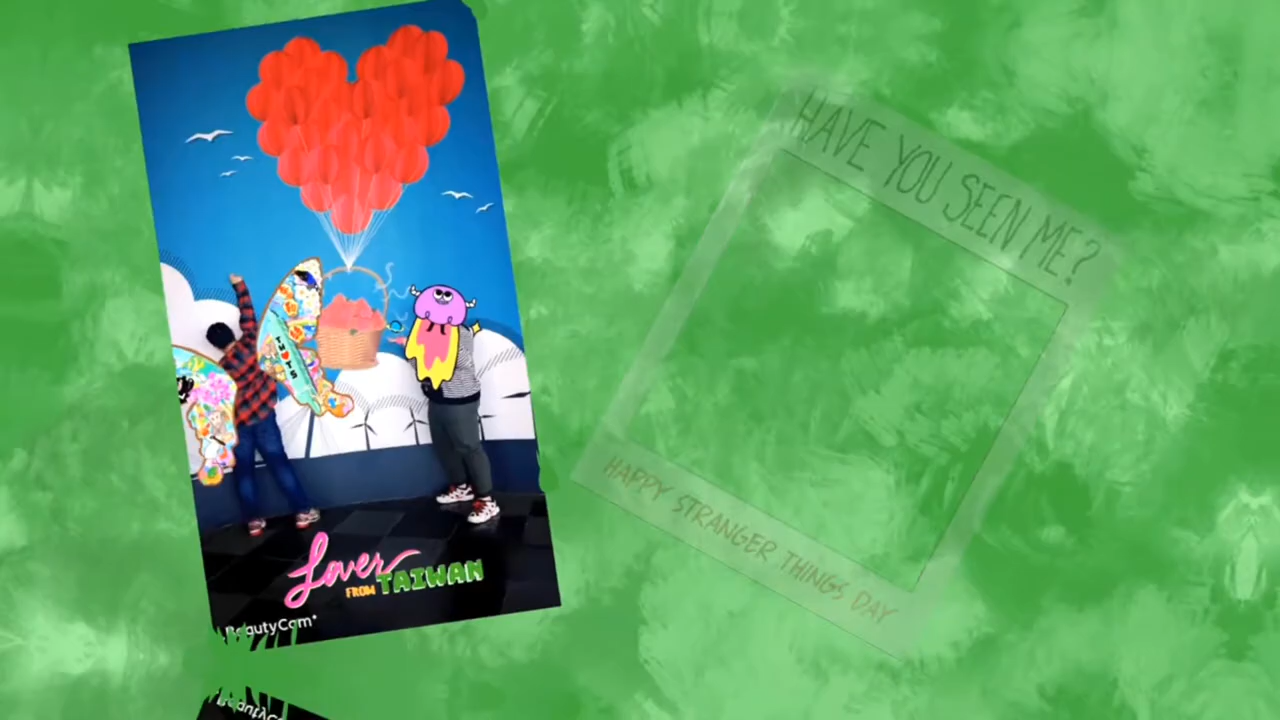 Lover
FROM TAIWAN
BeautyCam
HAVE YOU SEEN ME?
HAPPY STRANGER THINGS DAY